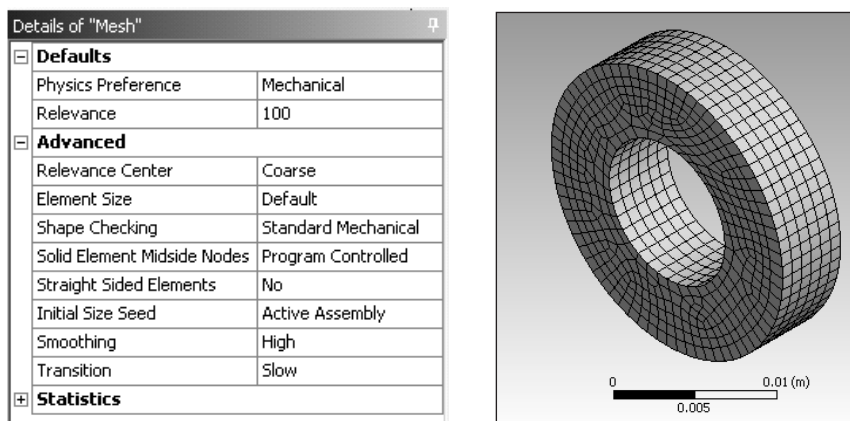 Details of "Mesh"
Defaults
Physics Preference Mechanical
Relevance 100
Advanced
Relevance Center Coarse
Element Size Default
Shape Checking Standard Mechanical
Solid Element Midside Nodes Program Controlled
Straight Sided Elements No
Initial Size Seed Active Assembly
Smoothing High
Transition Slow
Statistics
0 0.01 (m)
0.005